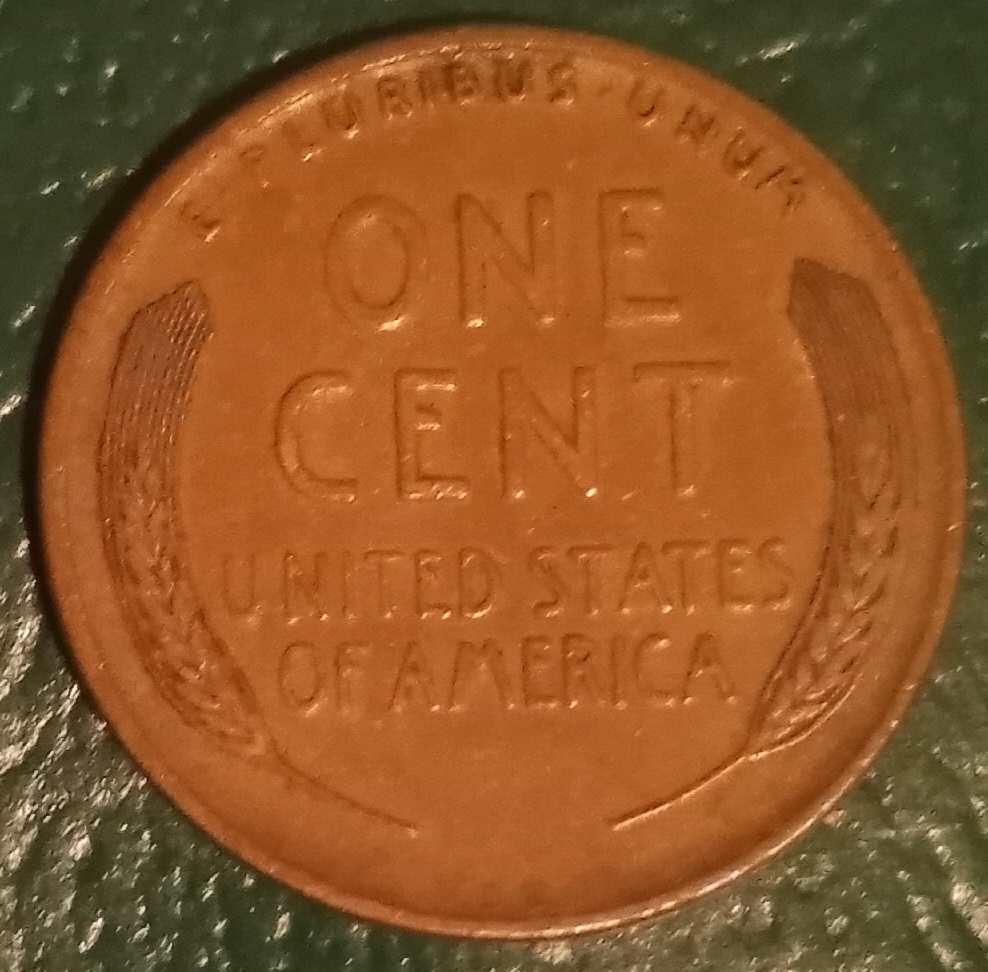 E · PLURIBUS · UNUM
ONE
CENT
UNITED STATES
OF AMERICA